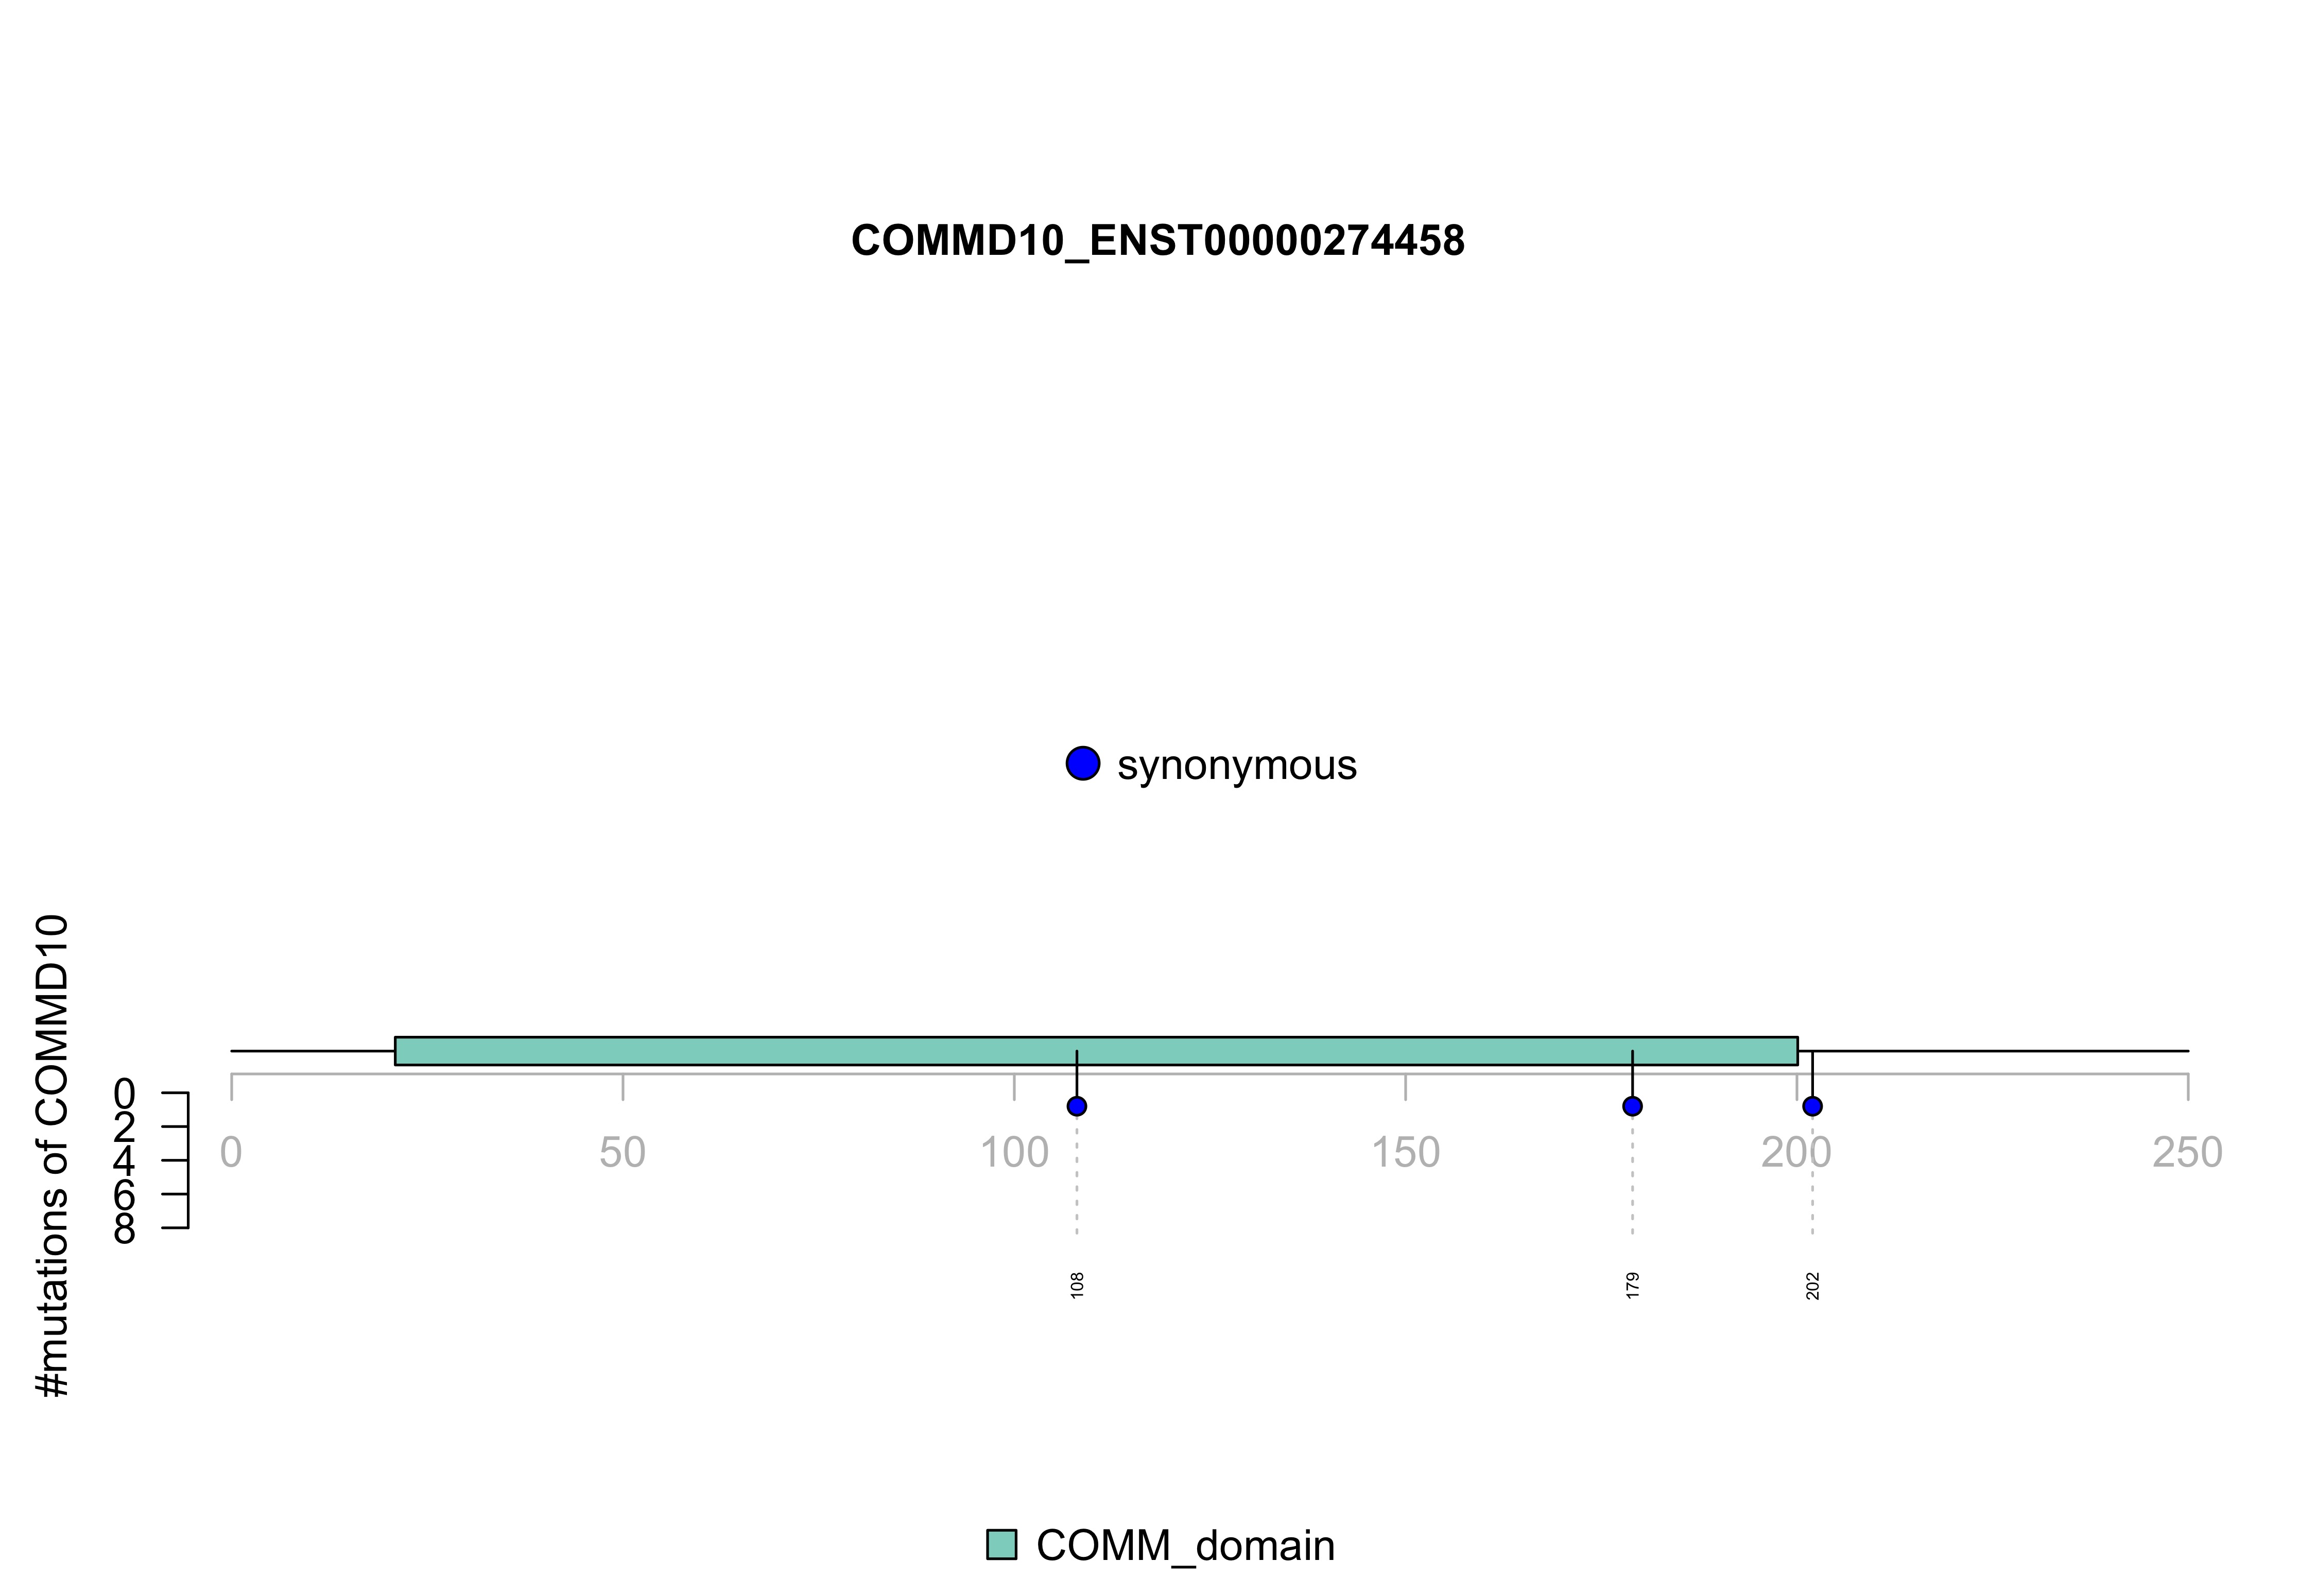 COMMD10_ENST00000274458
synonymous
#mutations of COMMD10
0
2
4
6
8
0 50 100 150 200 250
108 179 202
COMM_domain